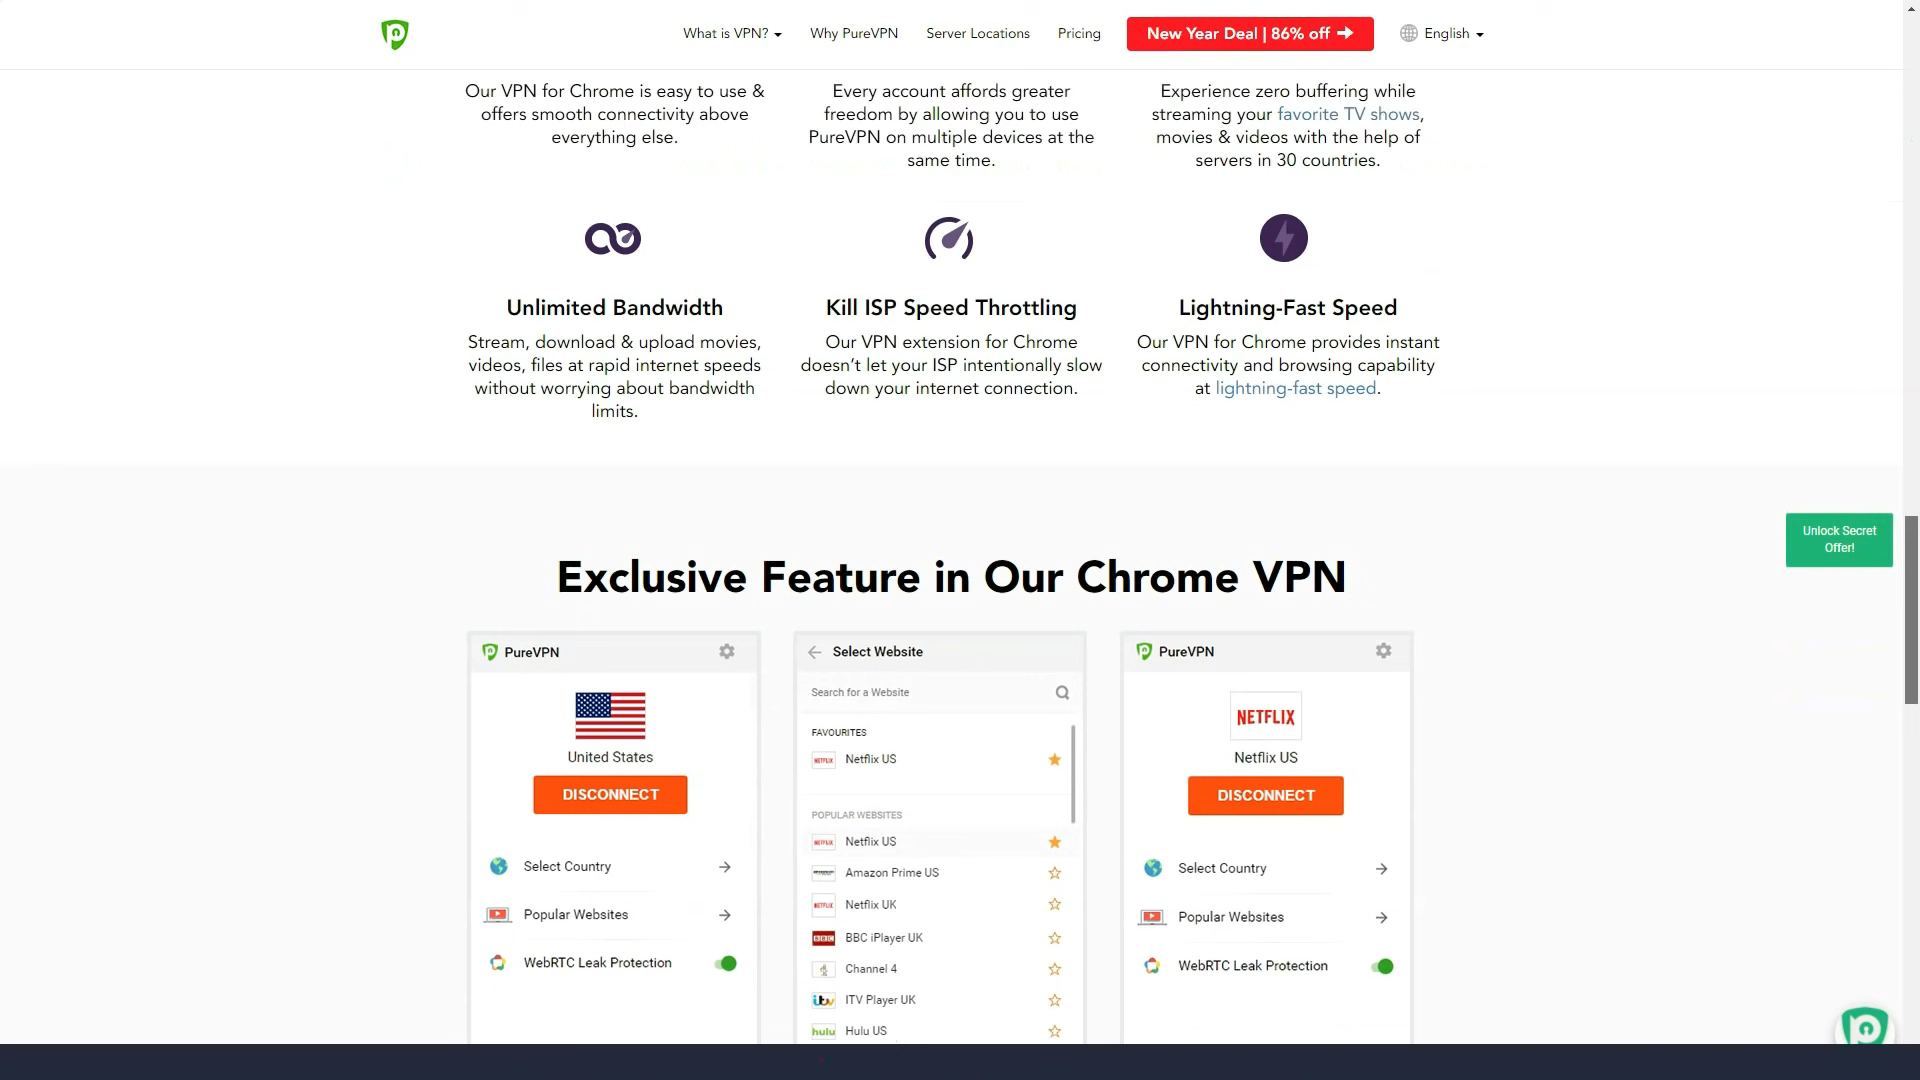 What is VPN?
Why PureVPN
Server Locations
Pricing
New Year Deal | 86% off
English
Our VPN for Chrome is easy to use &
offers smooth connectivity above
everything else.
Every account affords greater
freedom by allowing you to use
PureVPN on multiple devices at the
same time.
Experience zero buffering while
streaming your favorite TV shows,
movies & videos with the help of
servers in 30 countries.
Unlimited Bandwidth
Stream, download & upload movies,
videos, files at rapid internet speeds
without worrying about bandwidth
limits.
Kill ISP Speed Throttling
Our VPN extension for Chrome
doesn’t let your ISP intentionally slow
down your internet connection.
Lightning-Fast Speed
Our VPN for Chrome provides instant
connectivity and browsing capability
at lightning-fast speed.
Unlock Secret
Offer!
Exclusive Feature in Our Chrome VPN
PureVPN
United States
DISCONNECT
Select Country
Popular Websites
WebRTC Leak Protection
Select Website
Search for a Website
FAVOURITES
NETFLIX Netflix US
POPULAR WEBSITES
NETFLIX Netflix US
Amazon Prime US
NETFLIX Netflix UK
BBC BBC iPlayer UK
Channel 4
itv ITV Player UK
hulu Hulu US
PureVPN
NETFLIX
Netflix US
DISCONNECT
Select Country
Popular Websites
WebRTC Leak Protection